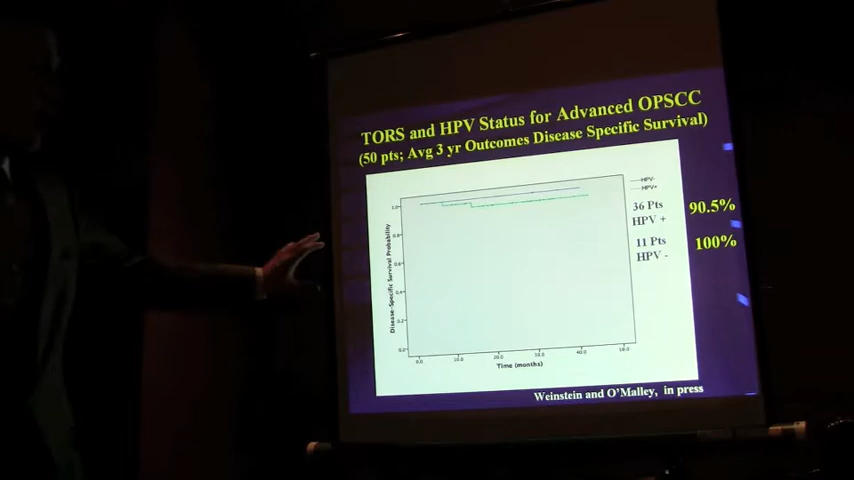 TORS and HPV Status for Advanced OPSCC
(50 pts; Avg 3 yr Outcomes Disease Specific Survival)
HPV-
HPV+
36 Pts
HPV +
90.5%
11 Pts
HPV -
100%
Disease-Specific Survival Probability
1.0
0.8
0.6
0.4
0.2
0.0
0.0
10.0
20.0
30.0
40.0
50.0
Time (months)
Weinstein and O'Malley, in press